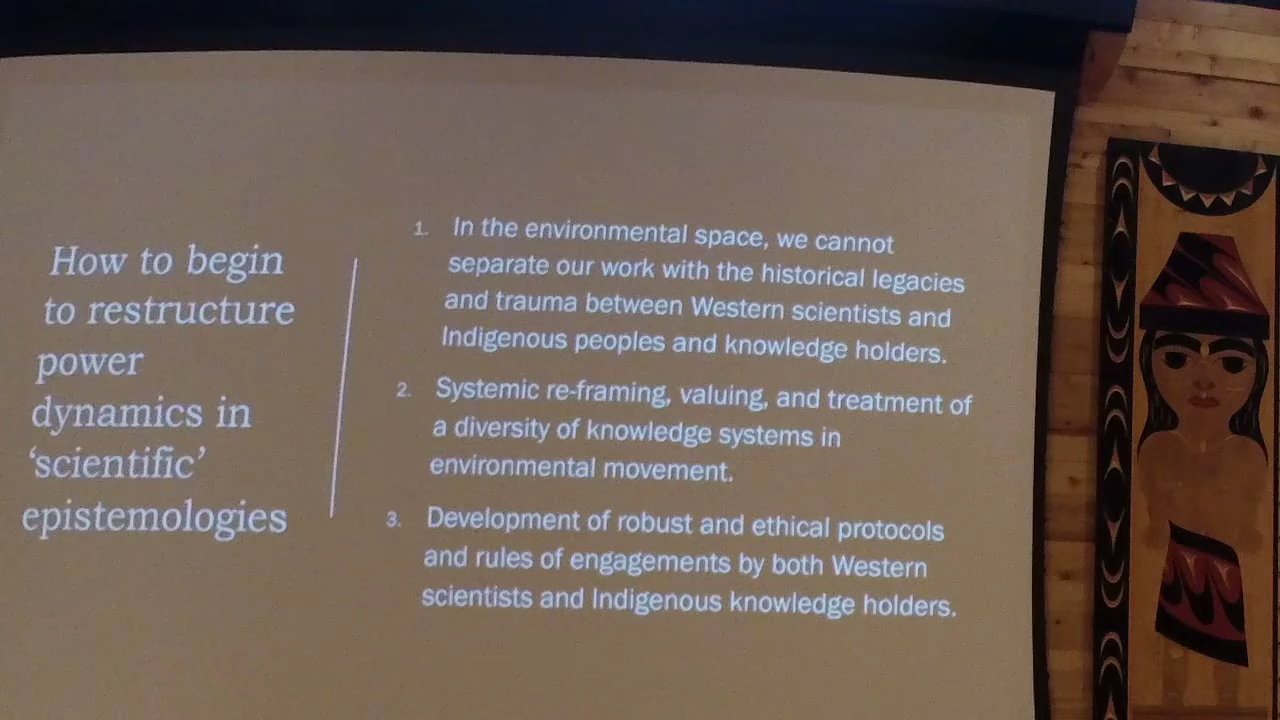 How to begin
to restructure
power
dynamics in
‘scientific’
epistemologies
1. In the environmental space, we cannot
separate our work with the historical legacies
and trauma between Western scientists and
Indigenous peoples and knowledge holders.
2. Systemic re-framing, valuing, and treatment of
a diversity of knowledge systems in
environmental movement.
3. Development of robust and ethical protocols
and rules of engagements by both Western
scientists and Indigenous knowledge holders.